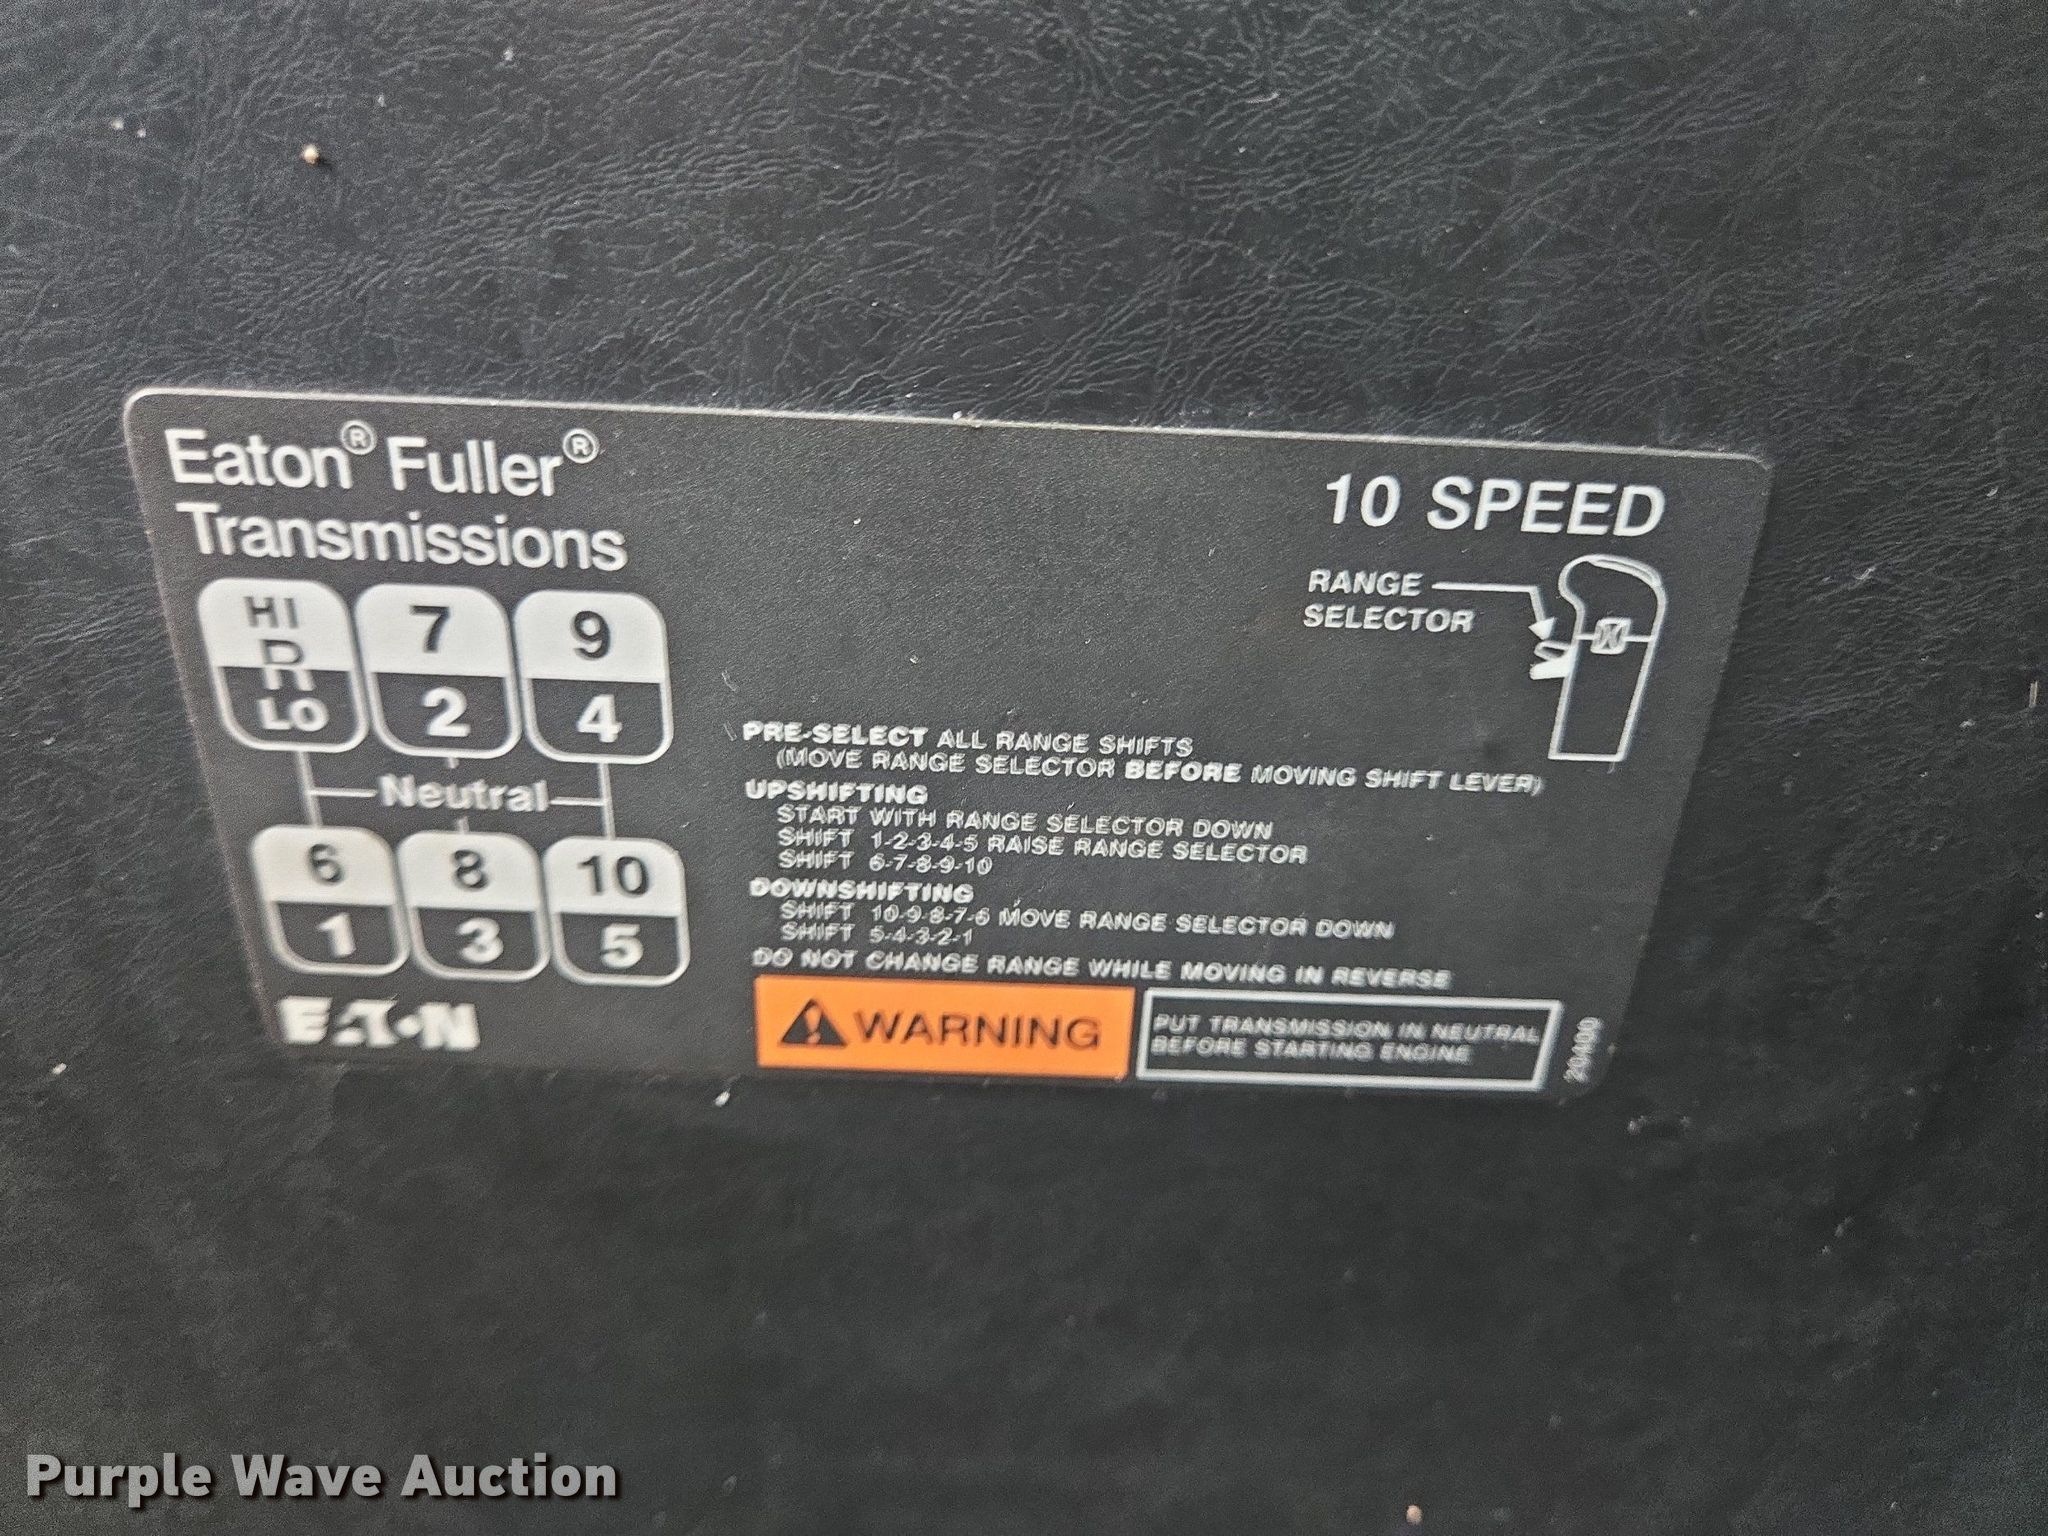 Eaton® Fuller®
Transmissions
10 SPEED
RANGE
SELECTOR
HI
R
LO
7
2
9
4
Neutral
6
1
8
3
10
5
EATON
PRE-SELECT ALL RANGE SHIFTS
(MOVE RANGE SELECTOR BEFORE MOVING SHIFT LEVER)
UPSHIFTING
START WITH RANGE SELECTOR DOWN
SHIFT 1-2-3-4-5 RAISE RANGE SELECTOR
SHIFT 6-7-8-9-10
DOWNSHIFTING
SHIFT 10-9-8-7-6 MOVE RANGE SELECTOR DOWN
SHIFT 5-4-3-2-1
DO NOT CHANGE RANGE WHILE MOVING IN REVERSE
WARNING
PUT TRANSMISSION IN NEUTRAL
BEFORE STARTING ENGINE
Purple Wave Auction